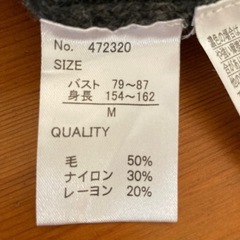 No. 472320
SIZE
バスト 79～87
身長 154～162
M
QUALITY
毛 50%
ナイロン 30%
レーヨン 20%